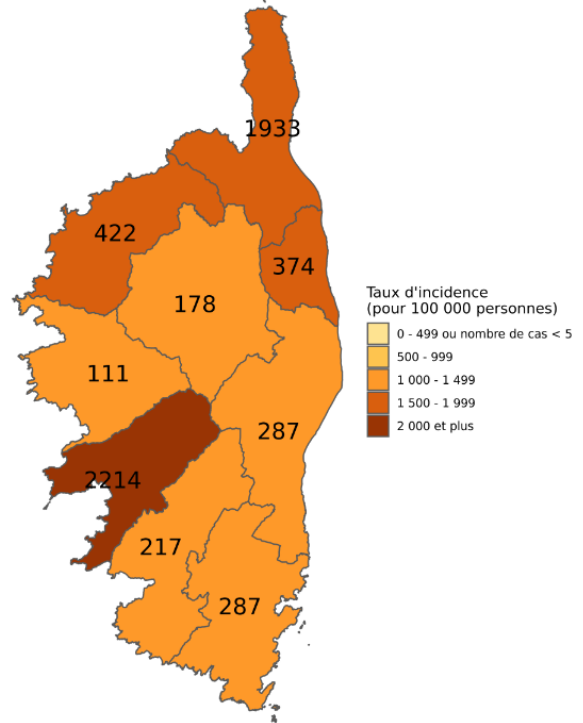 1933
422
374
178
111
287
2214
217
287
Taux d'incidence
(pour 100 000 personnes)
0 - 499 ou nombre de cas < 5
500 - 999
1 000 - 1 499
1 500 - 1 999
2 000 et plus